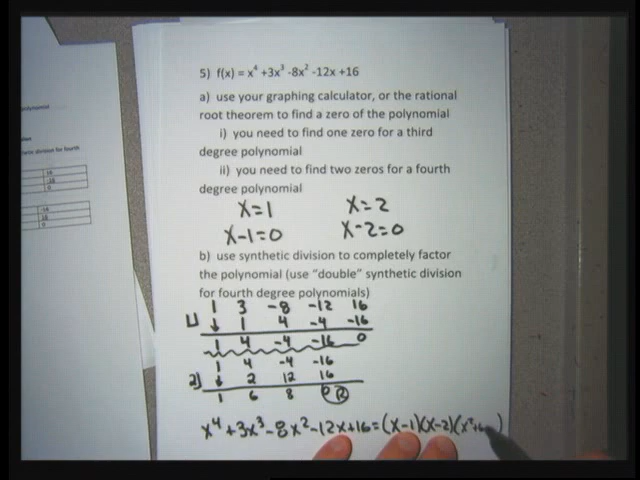 polynomial
5) f(x) = x⁴ +3x³ -8x² -12x +16
a) use your graphing calculator, or the rational
root theorem to find a zero of the polynomial
i) you need to find one zero for a third
degree polynomial
ii) you need to find two zeros for a fourth
degree polynomial
x=1 x=2
x-1=0 x-2=0
b) use synthetic division to completely factor
the polynomial (use "double" synthetic division
for fourth degree polynomials)
1 3 -8 -12 16
1 ↓ 1 4 -4 -16
1 4 -4 -16 0
1 4 -4 -16
2 ↓ 2 12 16
1 6 8 0 R
x⁴+3x³-8x²-12x+16=(x-1)(x-2)(x²+6 )